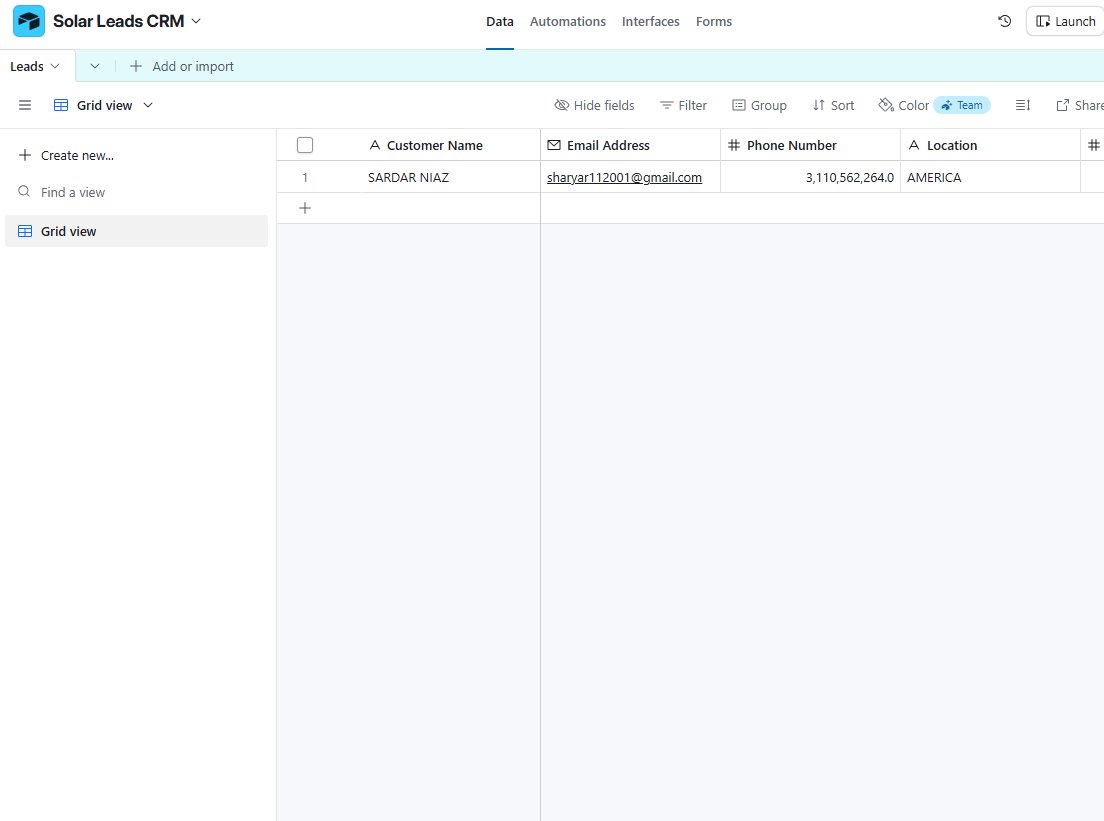 Solar Leads CRM
Data Automations Interfaces Forms
Launch
Leads
Add or import
Grid view
Hide fields Filter Group Sort Color Team Share
Create new...
Find a view
Grid view
Customer Name Email Address Phone Number Location
1 SARDAR NIAZ sharyar112001@gmail.com 3,110,562,264.0 AMERICA